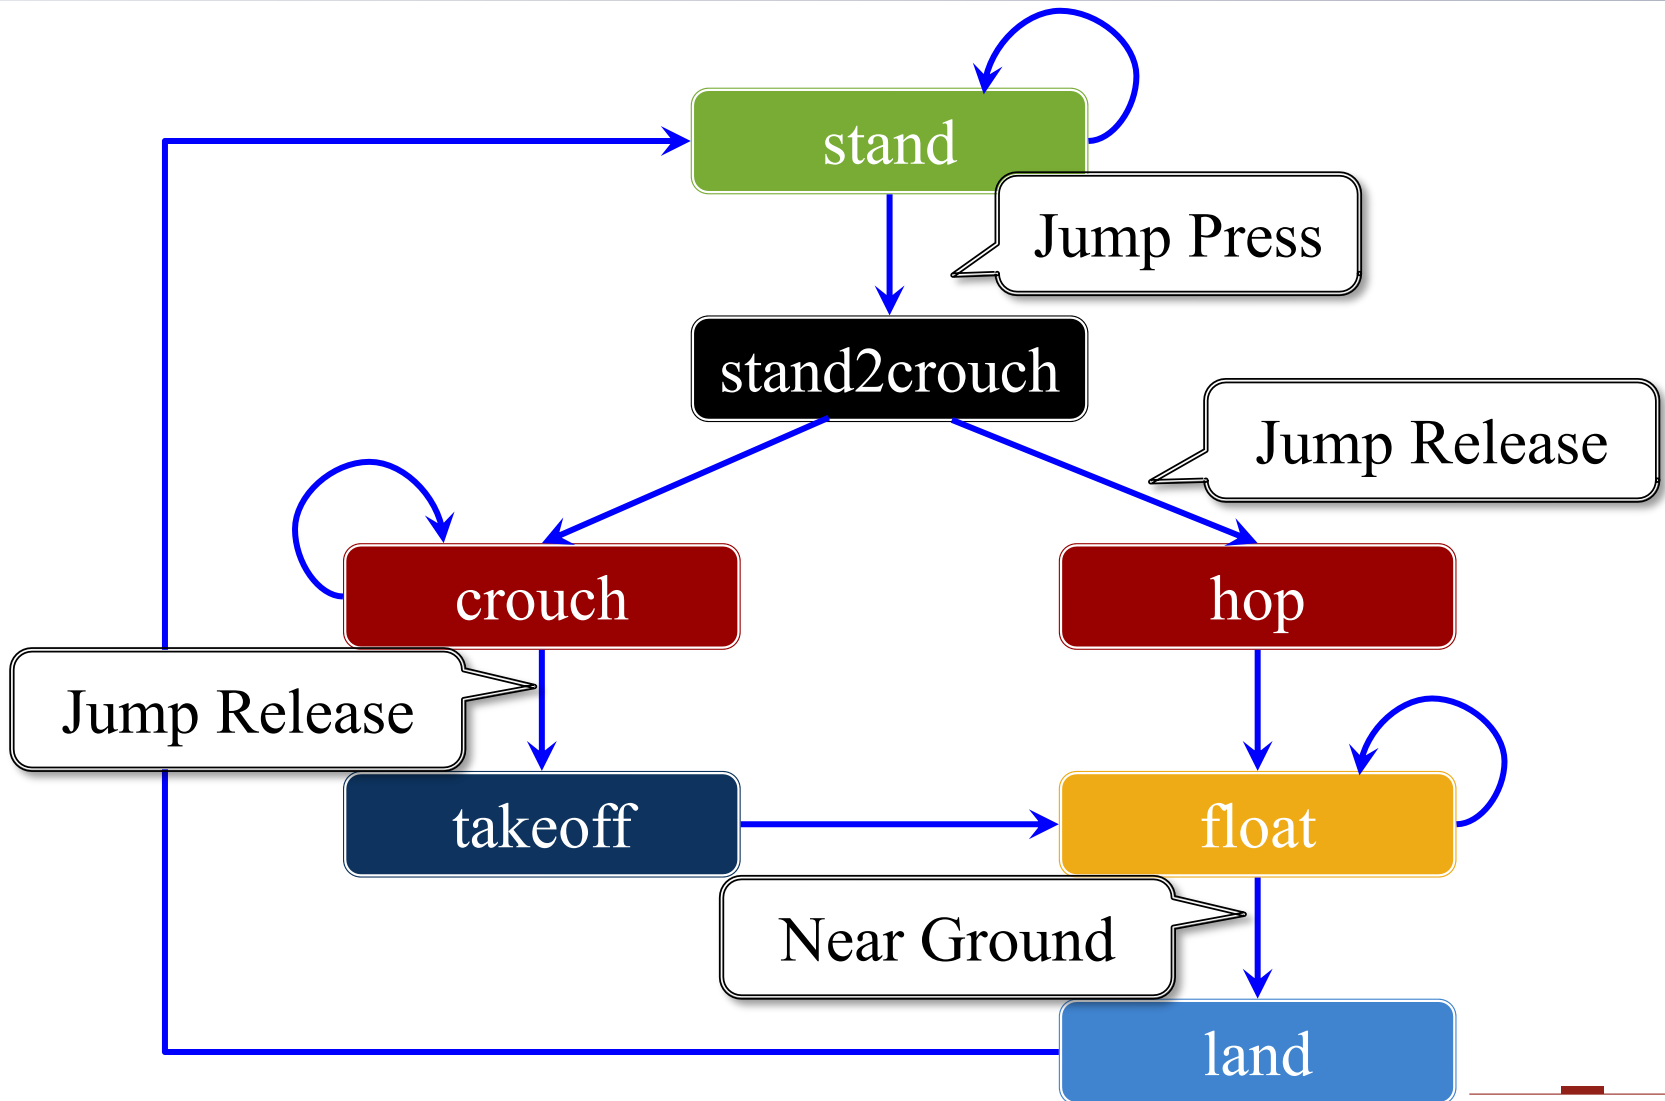 stand
Jump Press
stand2crouch
Jump Release
crouch
hop
Jump Release
takeoff
float
Near Ground
land